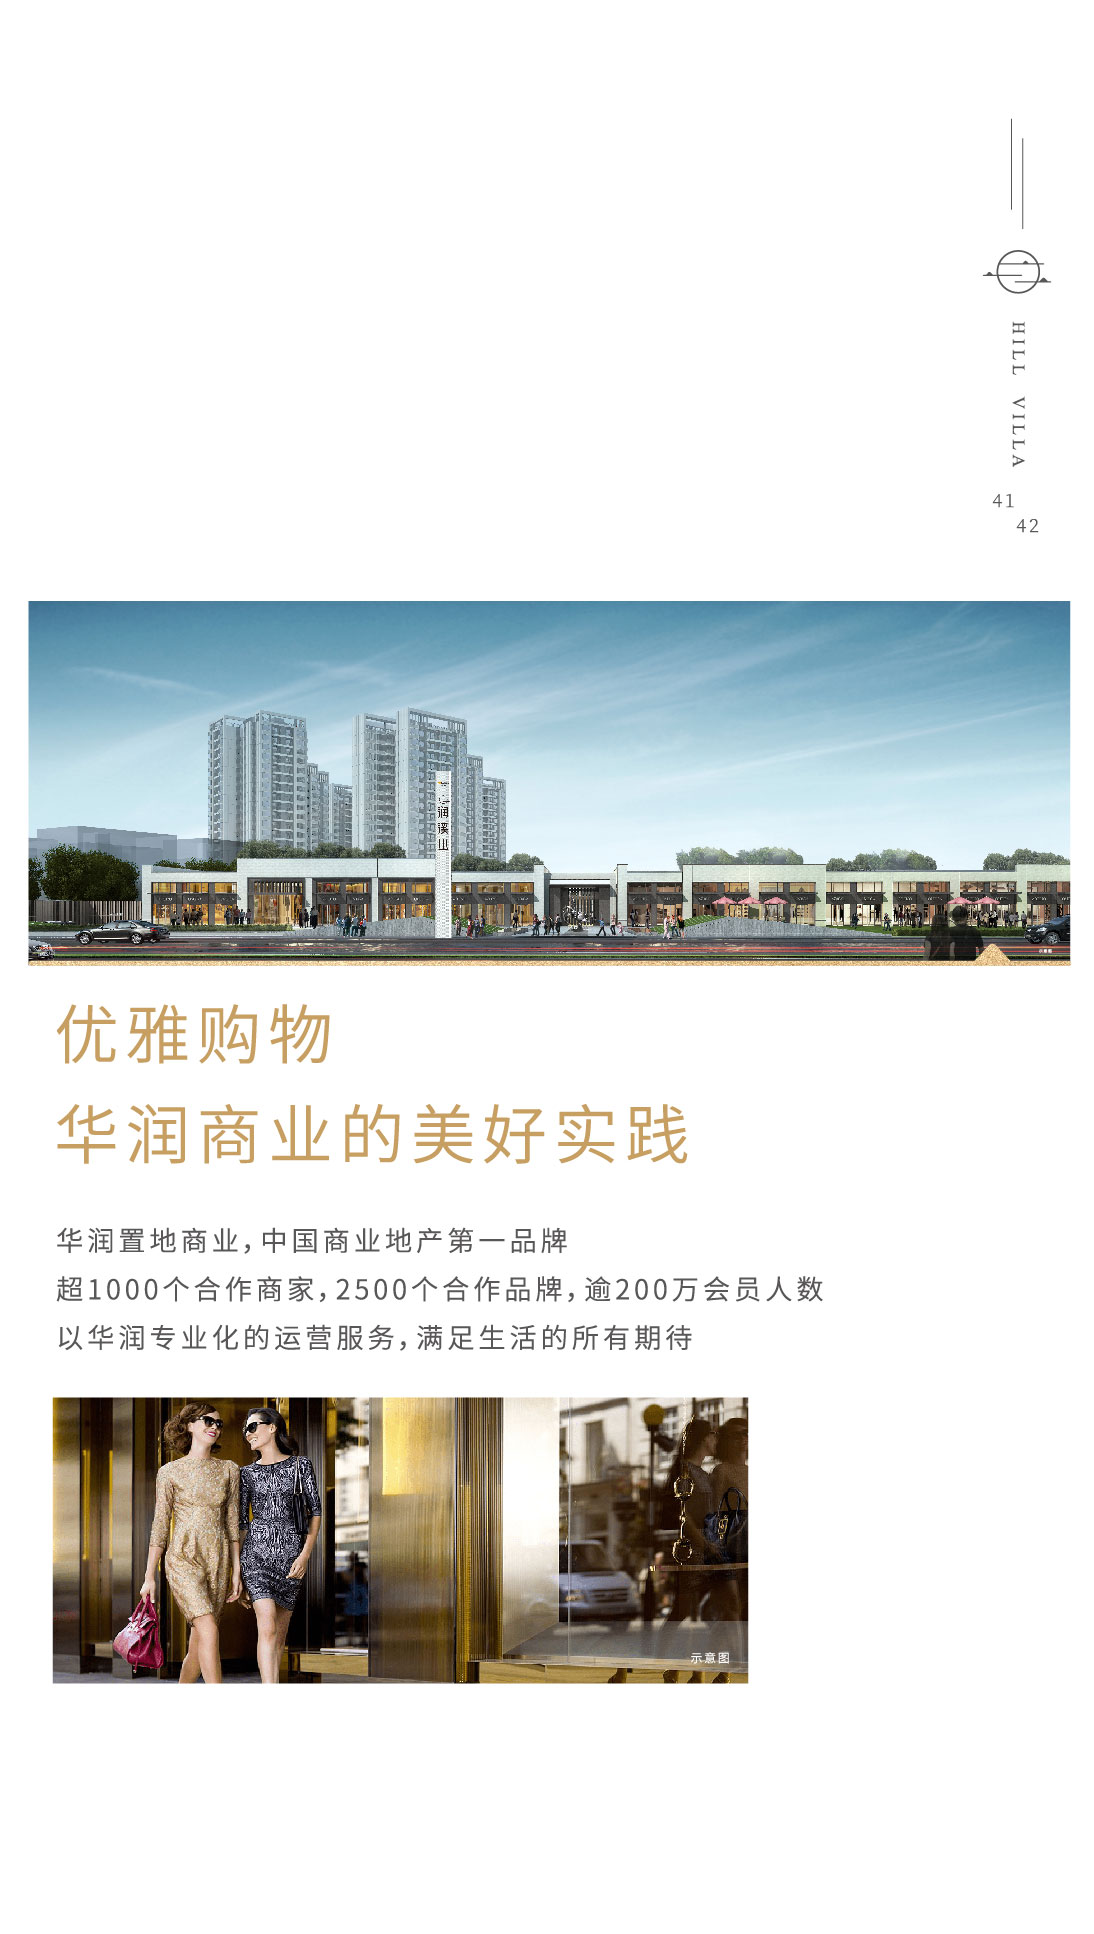 HILL VILLA
41
42
润溪山
优雅购物
华润商业的美好实践
华润置地商业，中国商业地产第一品牌
超1000个合作商家，2500个合作品牌，逾200万会员人数
以华润专业化的运营服务，满足生活的所有期待
示意图